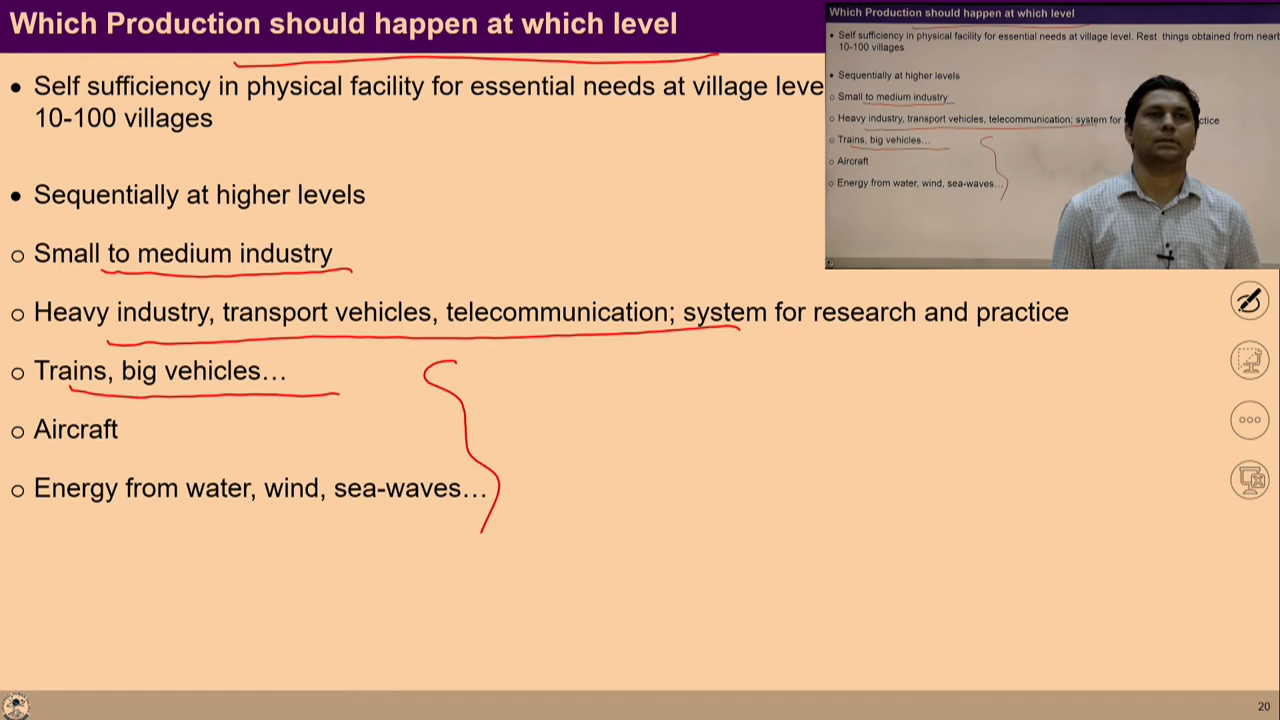 Which Production should happen at which level
• Self sufficiency in physical facility for essential needs at village leve
10-100 villages
• Sequentially at higher levels
○ Small to medium industry
○ Heavy industry, transport vehicles, telecommunication; system for research and practice
○ Trains, big vehicles…
○ Aircraft
○ Energy from water, wind, sea-waves…
20
Which Production should happen at which level
• Self sufficiency in physical facility for essential needs at village level. Rest things obtained from near
10-100 villages
• Sequentially at higher levels
○ Small to medium industry
○ Heavy industry, transport vehicles, telecommunication; system for ctice
○ Trains, big vehicles…
○ Aircraft
○ Energy from water, wind, sea-waves…